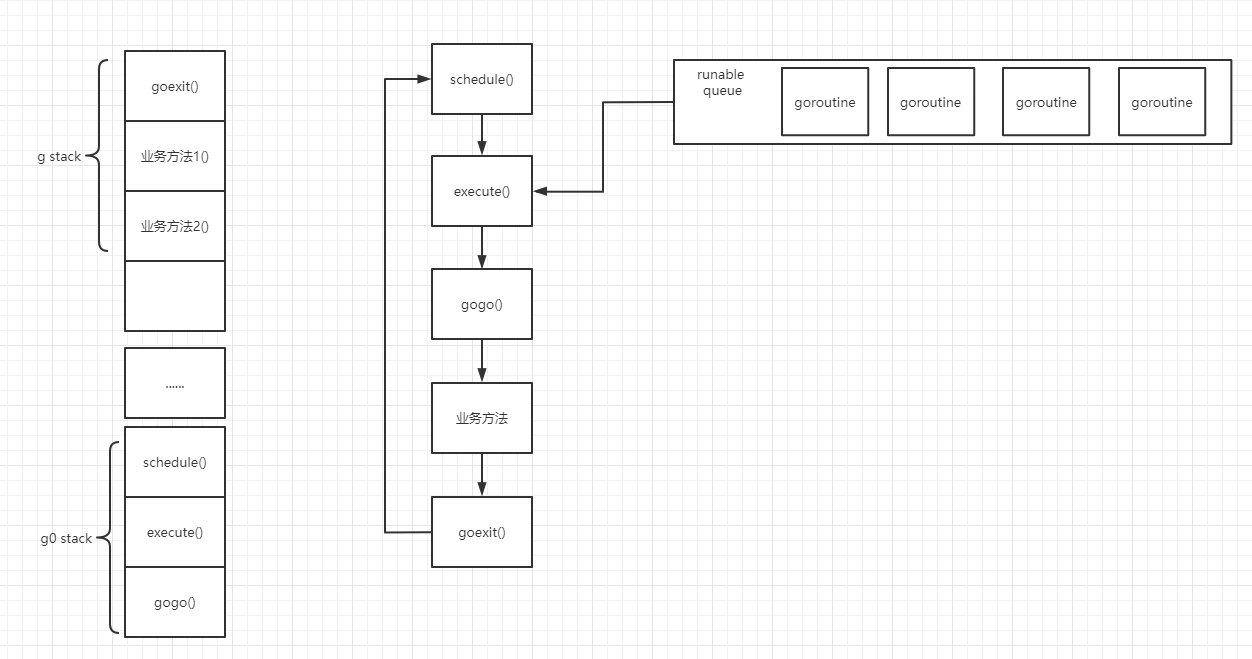 goexit()
业务方法1()
g stack
业务方法2()
......
schedule()
execute()
g0 stack
gogo()
schedule()
execute()
gogo()
业务方法
goexit()
runable
queue
goroutine
goroutine
goroutine
goroutine